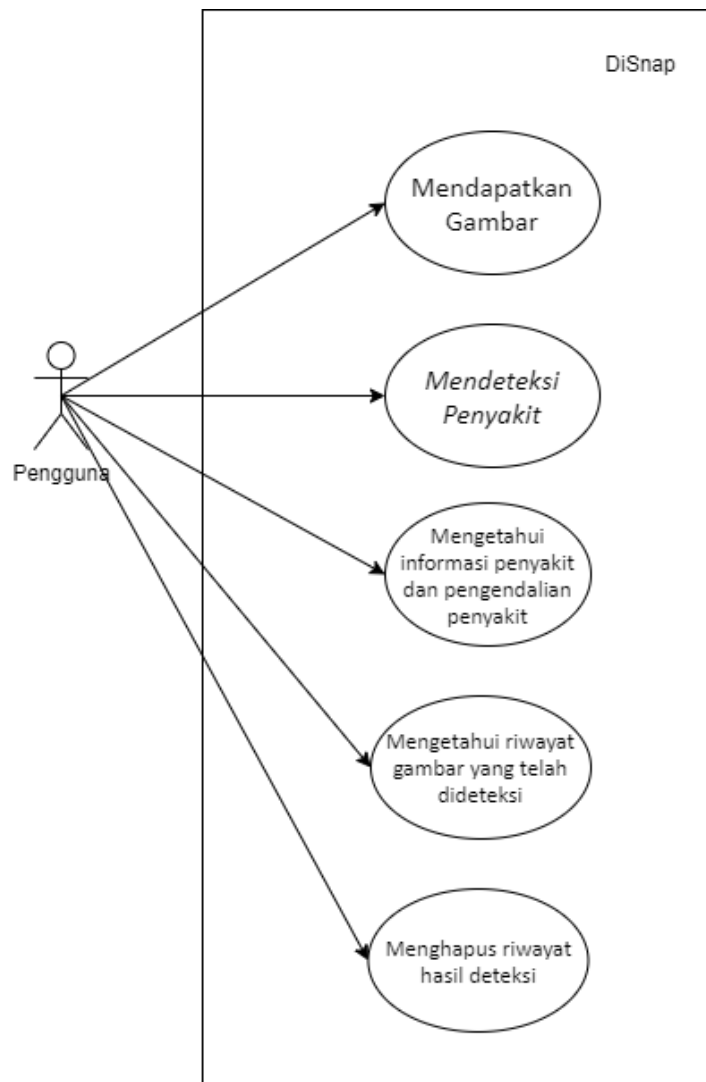 DiSnap
Mendapatkan
Gambar
Mendeteksi
Penyakit
Pengguna
Mengetahui
informasi penyakit
dan pengendalian
penyakit
Mengetahui riwayat
gambar yang telah
dideteksi
Menghapus riwayat
hasil deteksi